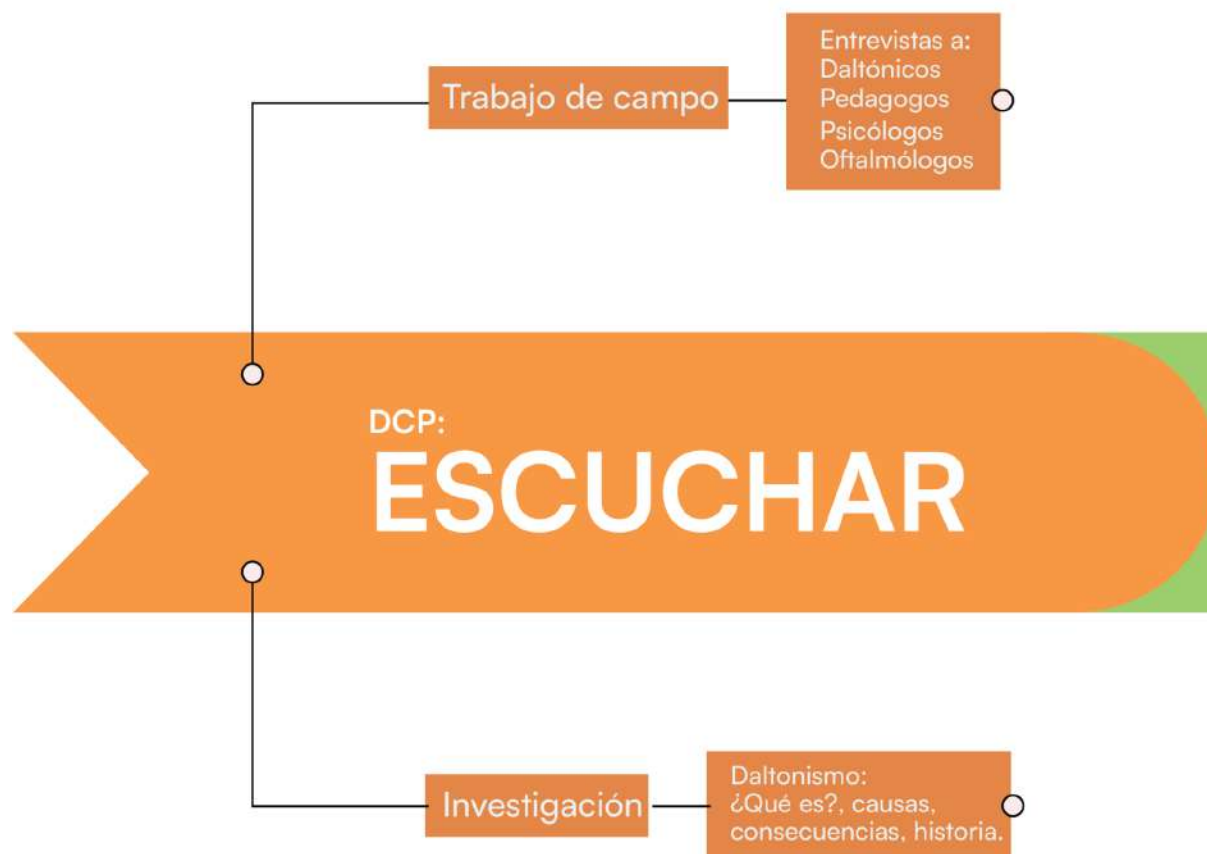 Trabajo de campo
Entrevistas a:
Daltónicos
Pedagogos
Psicólogos
Oftalmólogos
DCP:
ESCUCHAR
Investigación
Daltonismo:
¿Qué es?, causas,
consecuencias, historia.